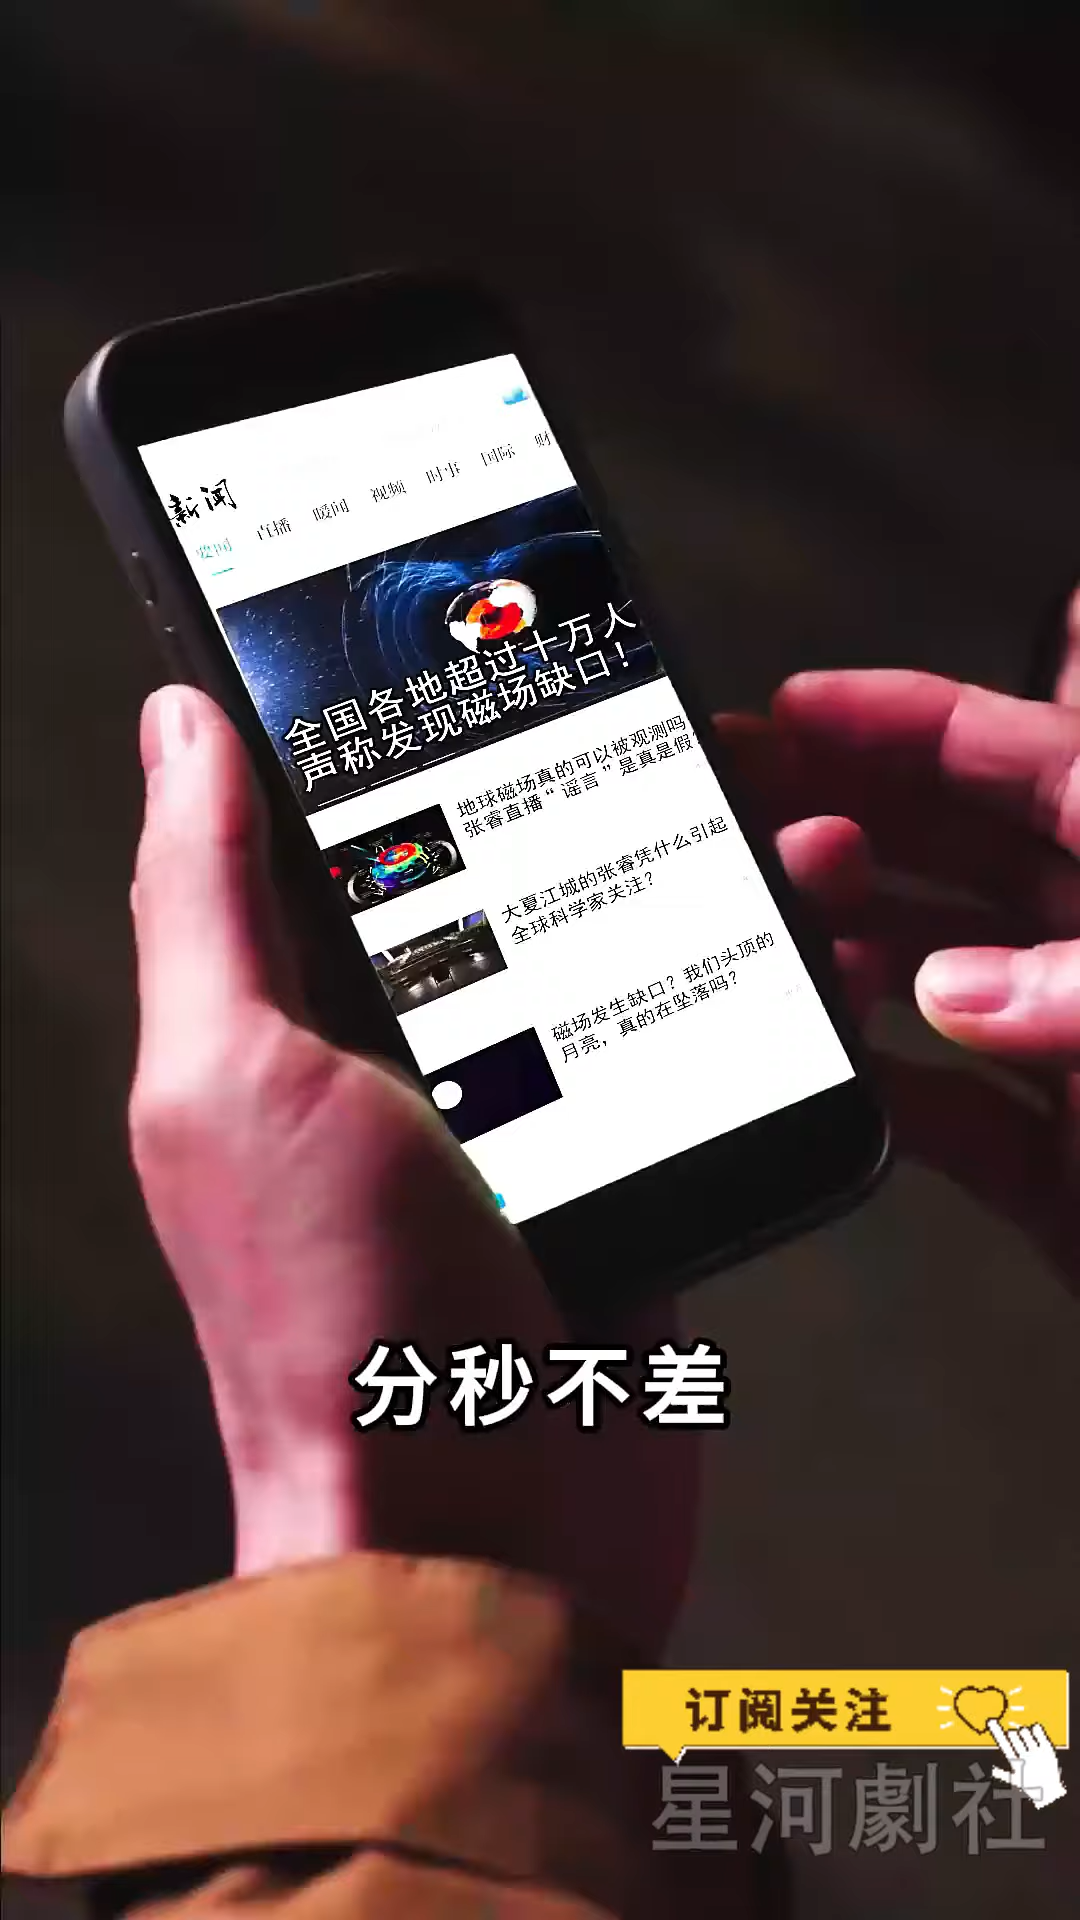 新闻
要闻 直播 暖闻 视频 时事 国际 财
全国各地超过十万人
声称发现磁场缺口！
地球磁场真的可以被观测吗
张睿直播“谣言”是真是假？
大夏江城的张睿凭什么引起
全球科学家关注？
磁场发生缺口？我们头顶的
月亮，真的在坠落吗？
分秒不差
订阅关注
星河劇社